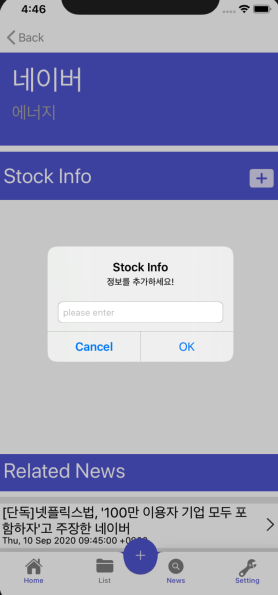 4:46
Back
네이버
에너지
Stock Info
Stock Info
정보를 추가하세요!
please enter
Cancel
OK
Related News
[단독]넷플릭스법, '100만 이용자 기업 모두 포
함하자'고 주장한 네이버
Thu, 10 Sep 2020 09:45:00
Home
List
News
Setting